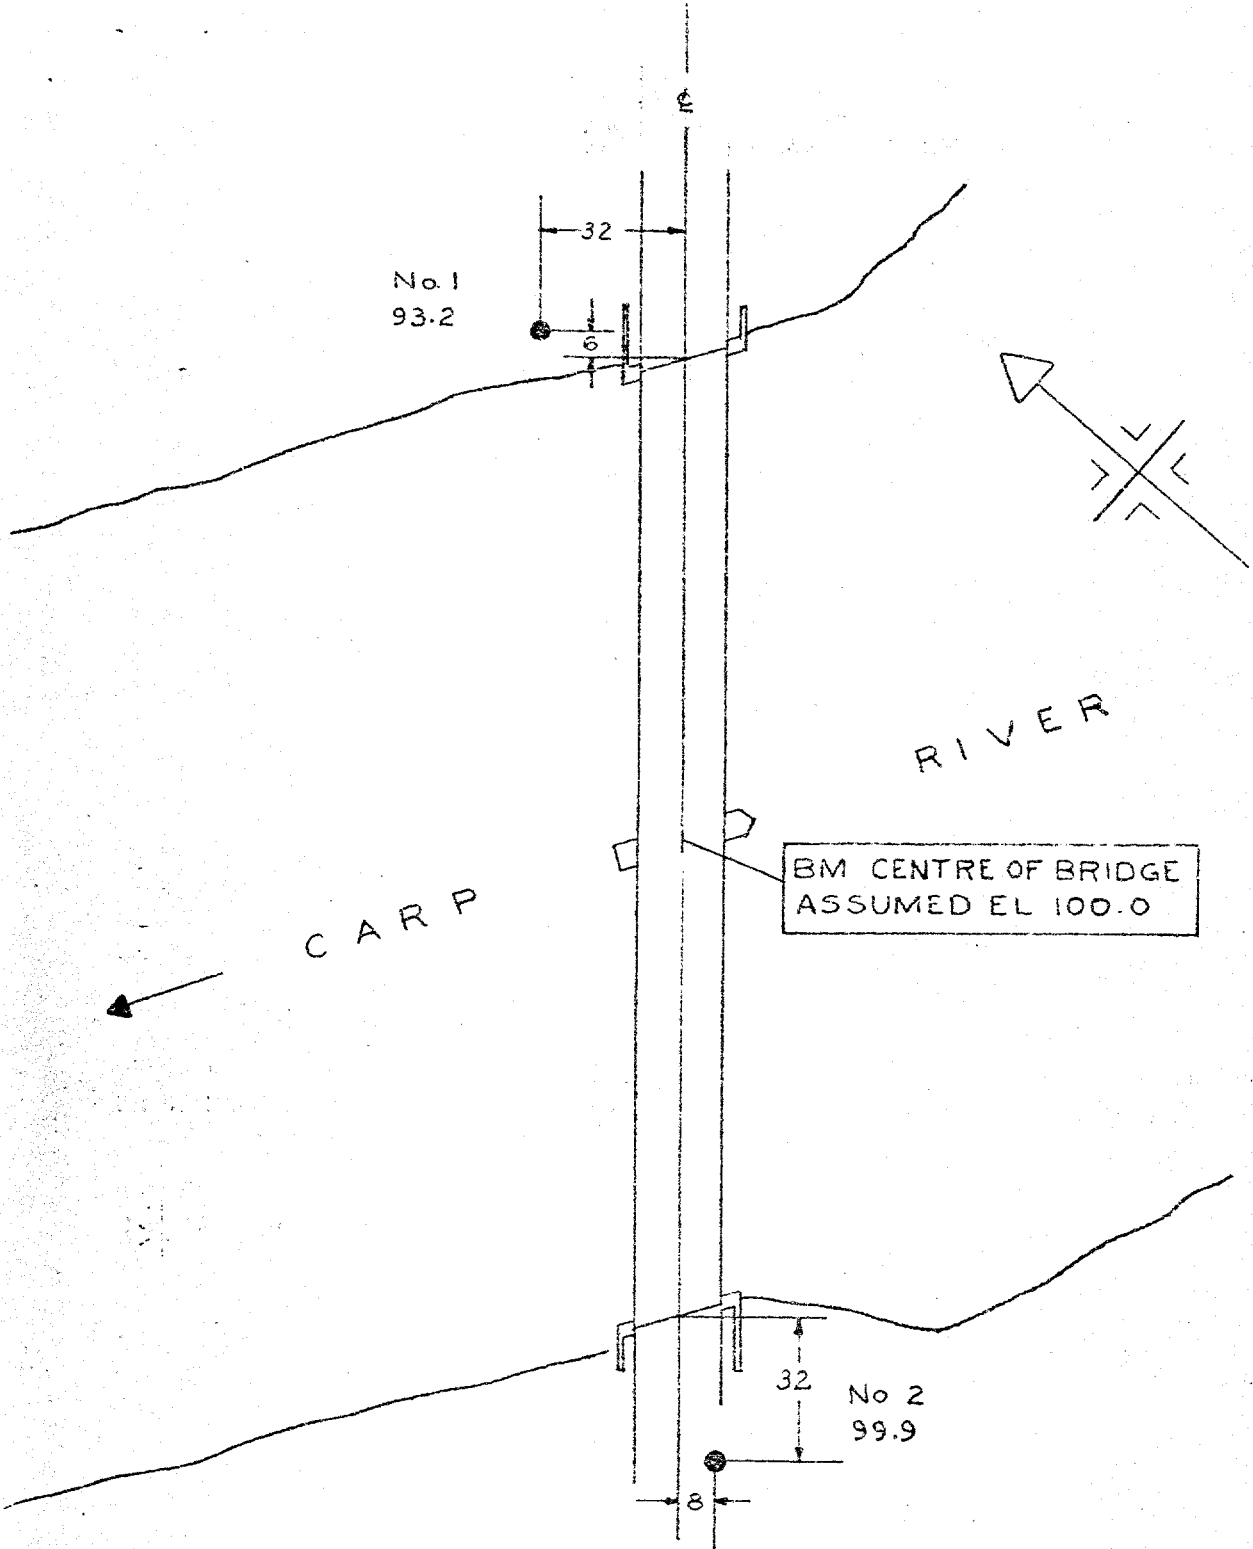 ℄
32
No. 1
93.2
6
RIVER
BM CENTRE OF BRIDGE
ASSUMED EL 100.0
CARP
32
No 2
99.9
8